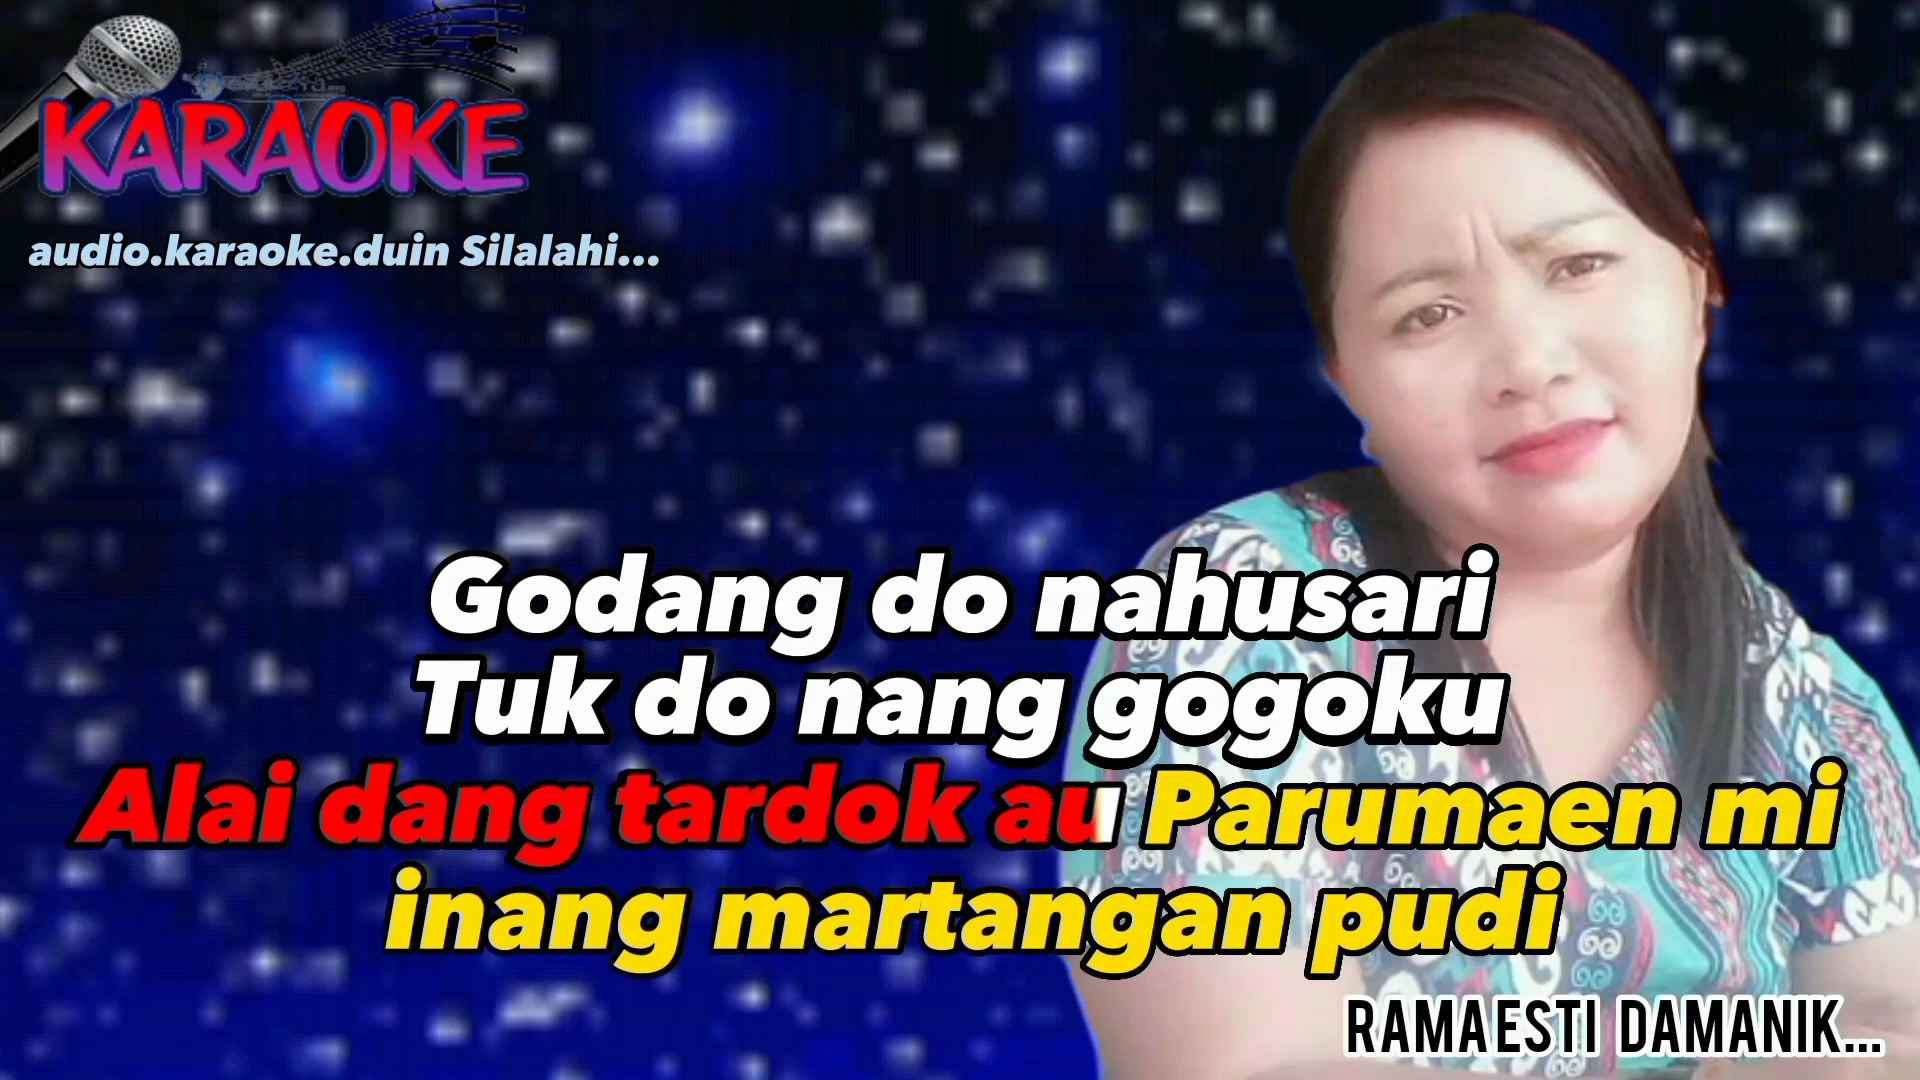 KARAOKE
audio.karaoke.duin Silalahi...
Godang do nahusari
Tuk do nang gogoku
Alai dang tardok au Parumaen mi
inang martangan pudi
RAMAESTI DAMANIK...